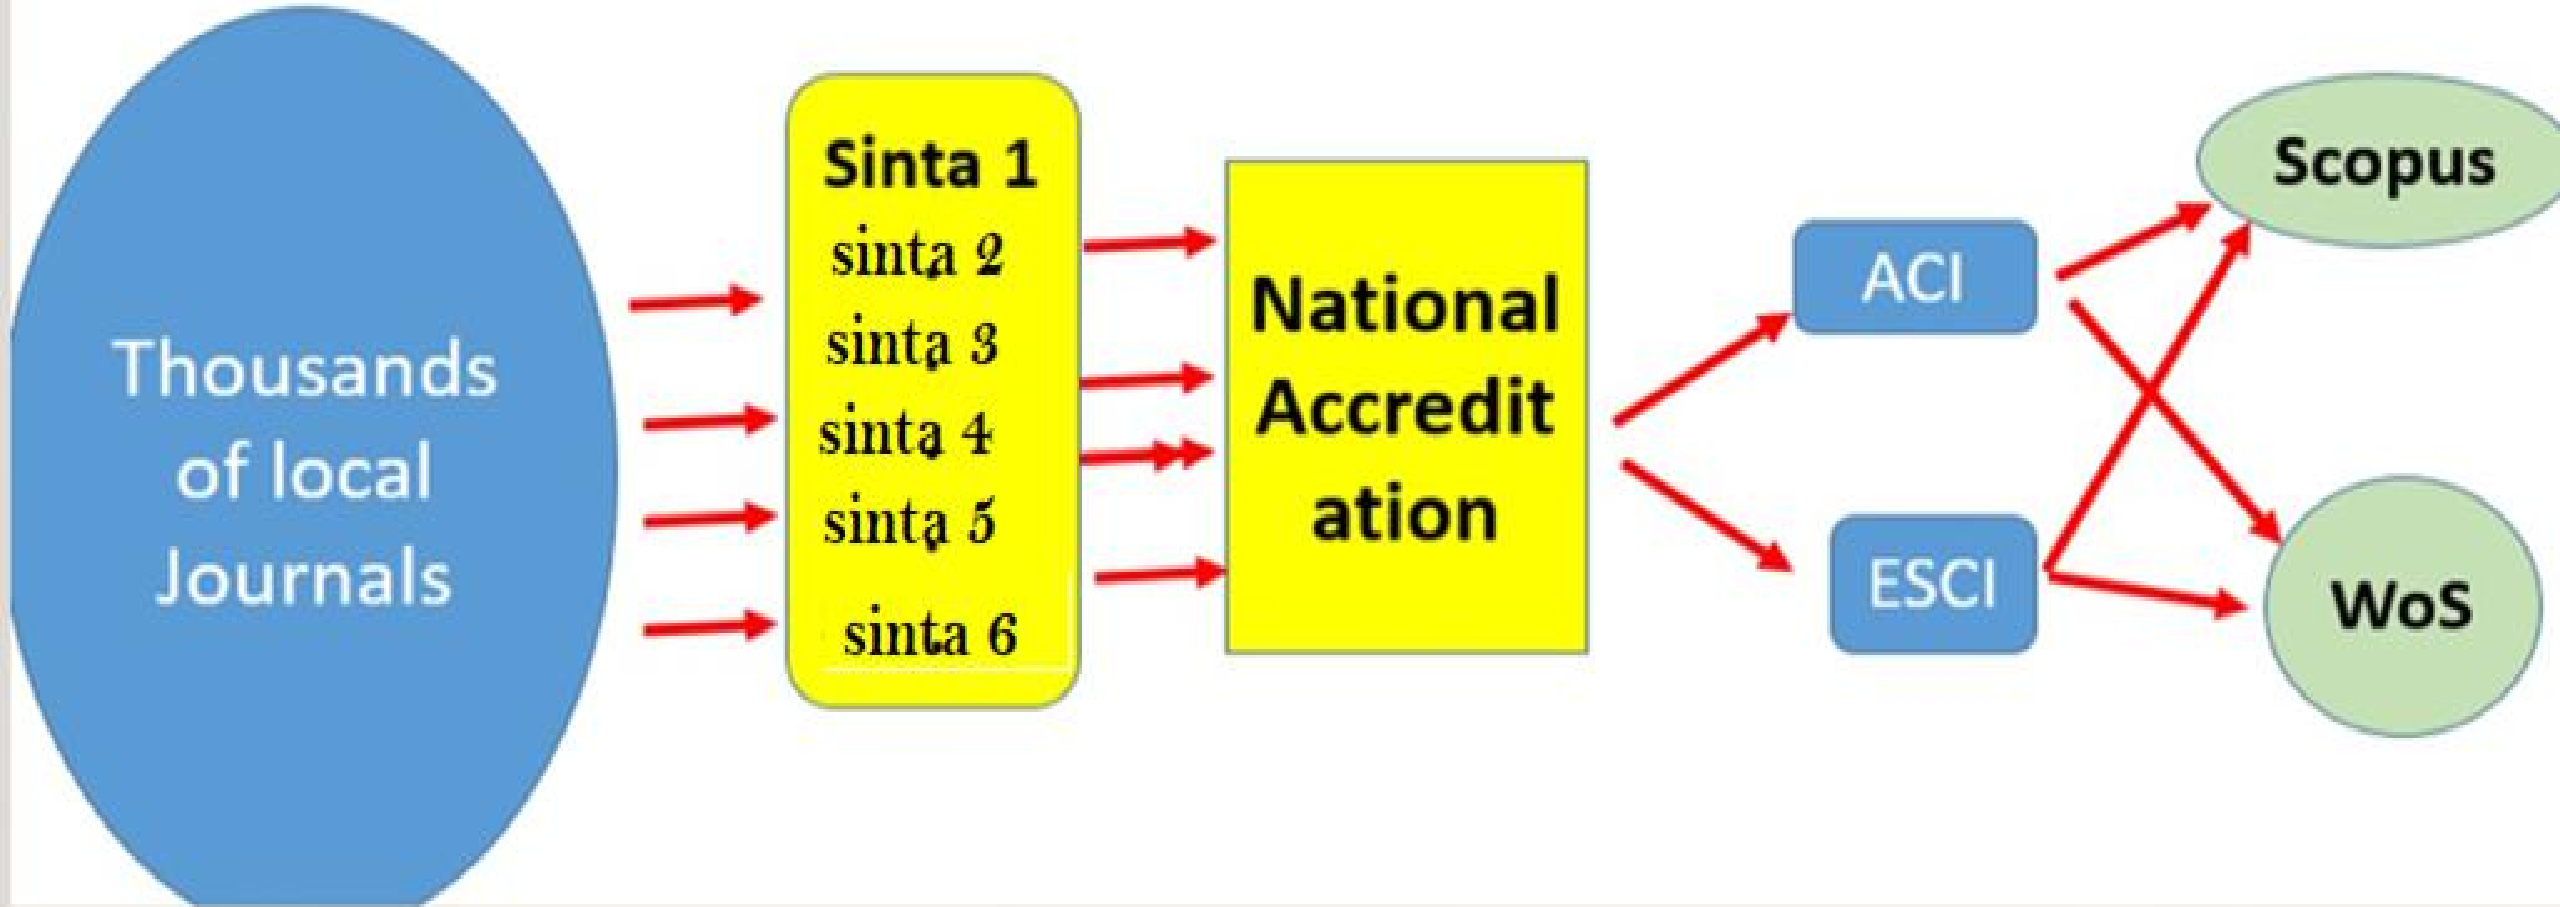 Thousands
of local
Journals
Sinta 1
sinta 2
sinta 3
sinta 4
sinta 5
sinta 6
National
Accredit
ation
ACI
ESCI
Scopus
WoS